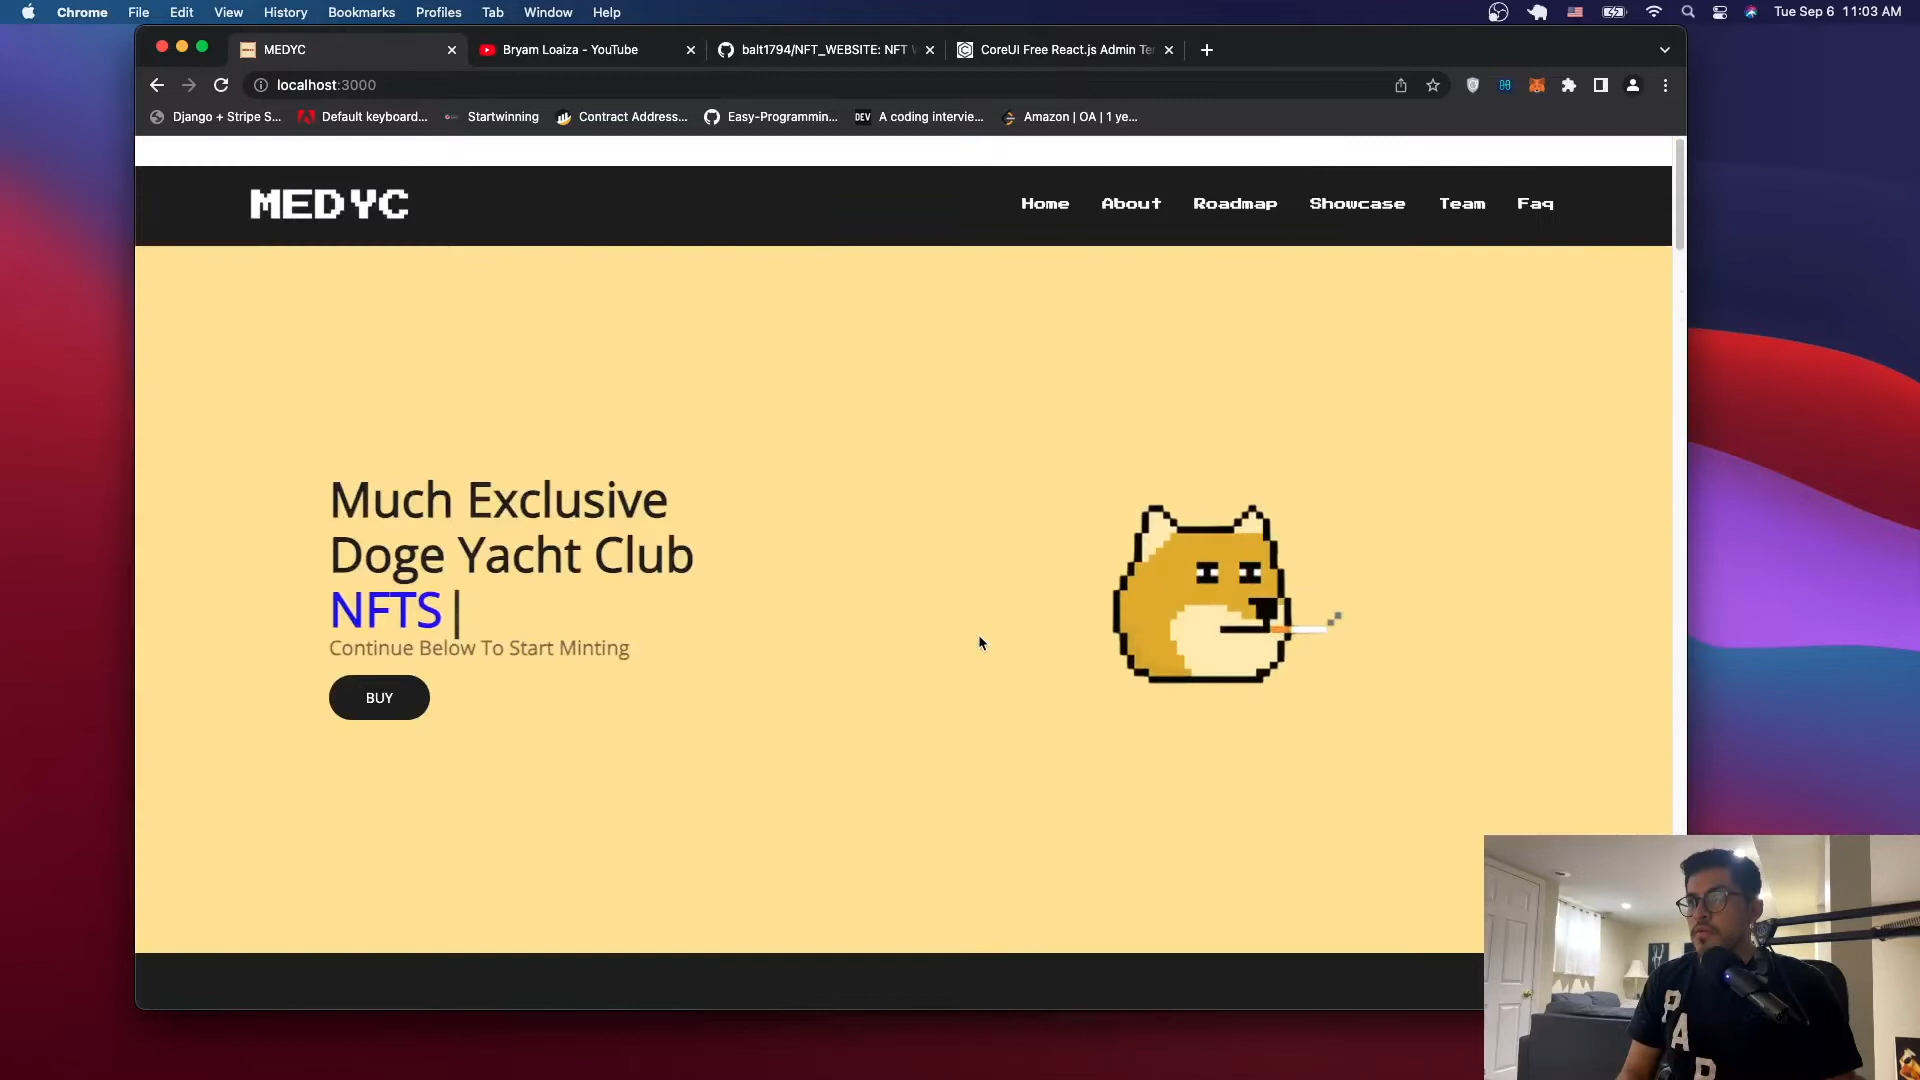 Chrome File Edit View History Bookmarks Profiles Tab Window Help Tue Sep 6 11:03 AM
MEDYC Bryam Loaiza - YouTube balt1794/NFT_WEBSITE: NFT CoreUI Free React.js Admin Ter
localhost:3000
Django + Stripe S... Default keyboard... Startwinning Contract Address... Easy-Programmin... DEV A coding intervie... Amazon | OA | 1 ye...
MEDYC Home About Roadmap Showcase Team Faq
Much Exclusive
Doge Yacht Club
NFTS|
Continue Below To Start Minting
BUY